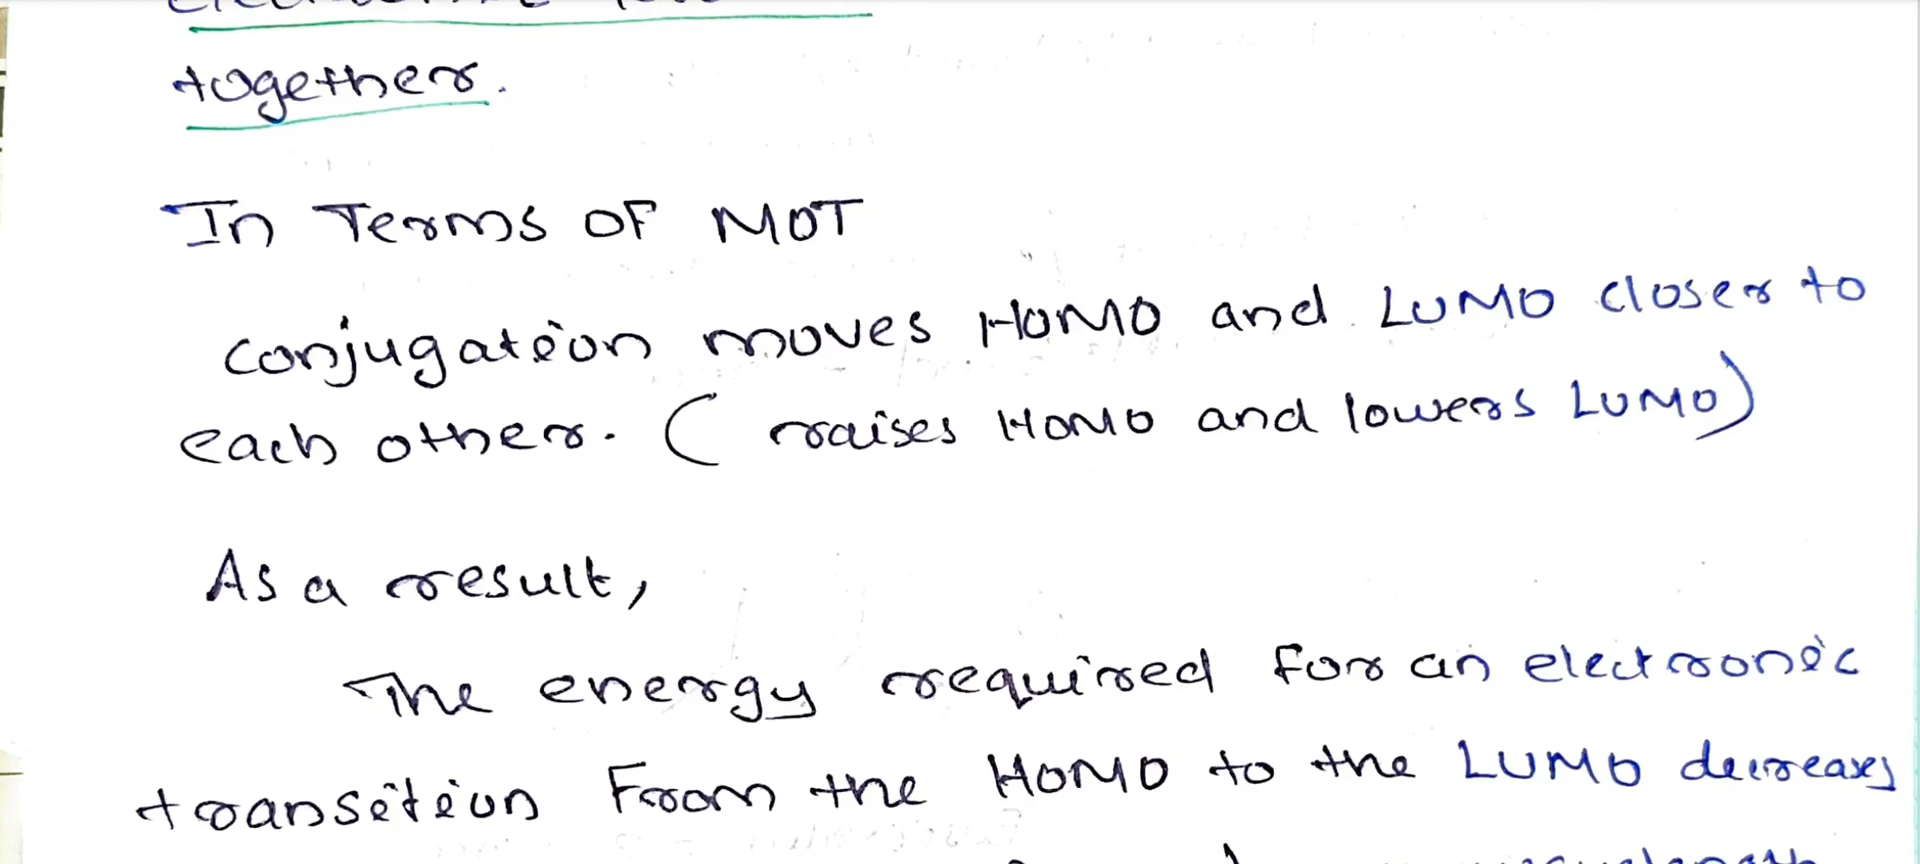 together.
In Terms OF MOT
conjugation moves HOMO and LUMO closer to
each other. ( raises HOMO and lowers LUMO)
As a result,
The energy required for an electronic
transition From the HOMO to the LUMO decreases